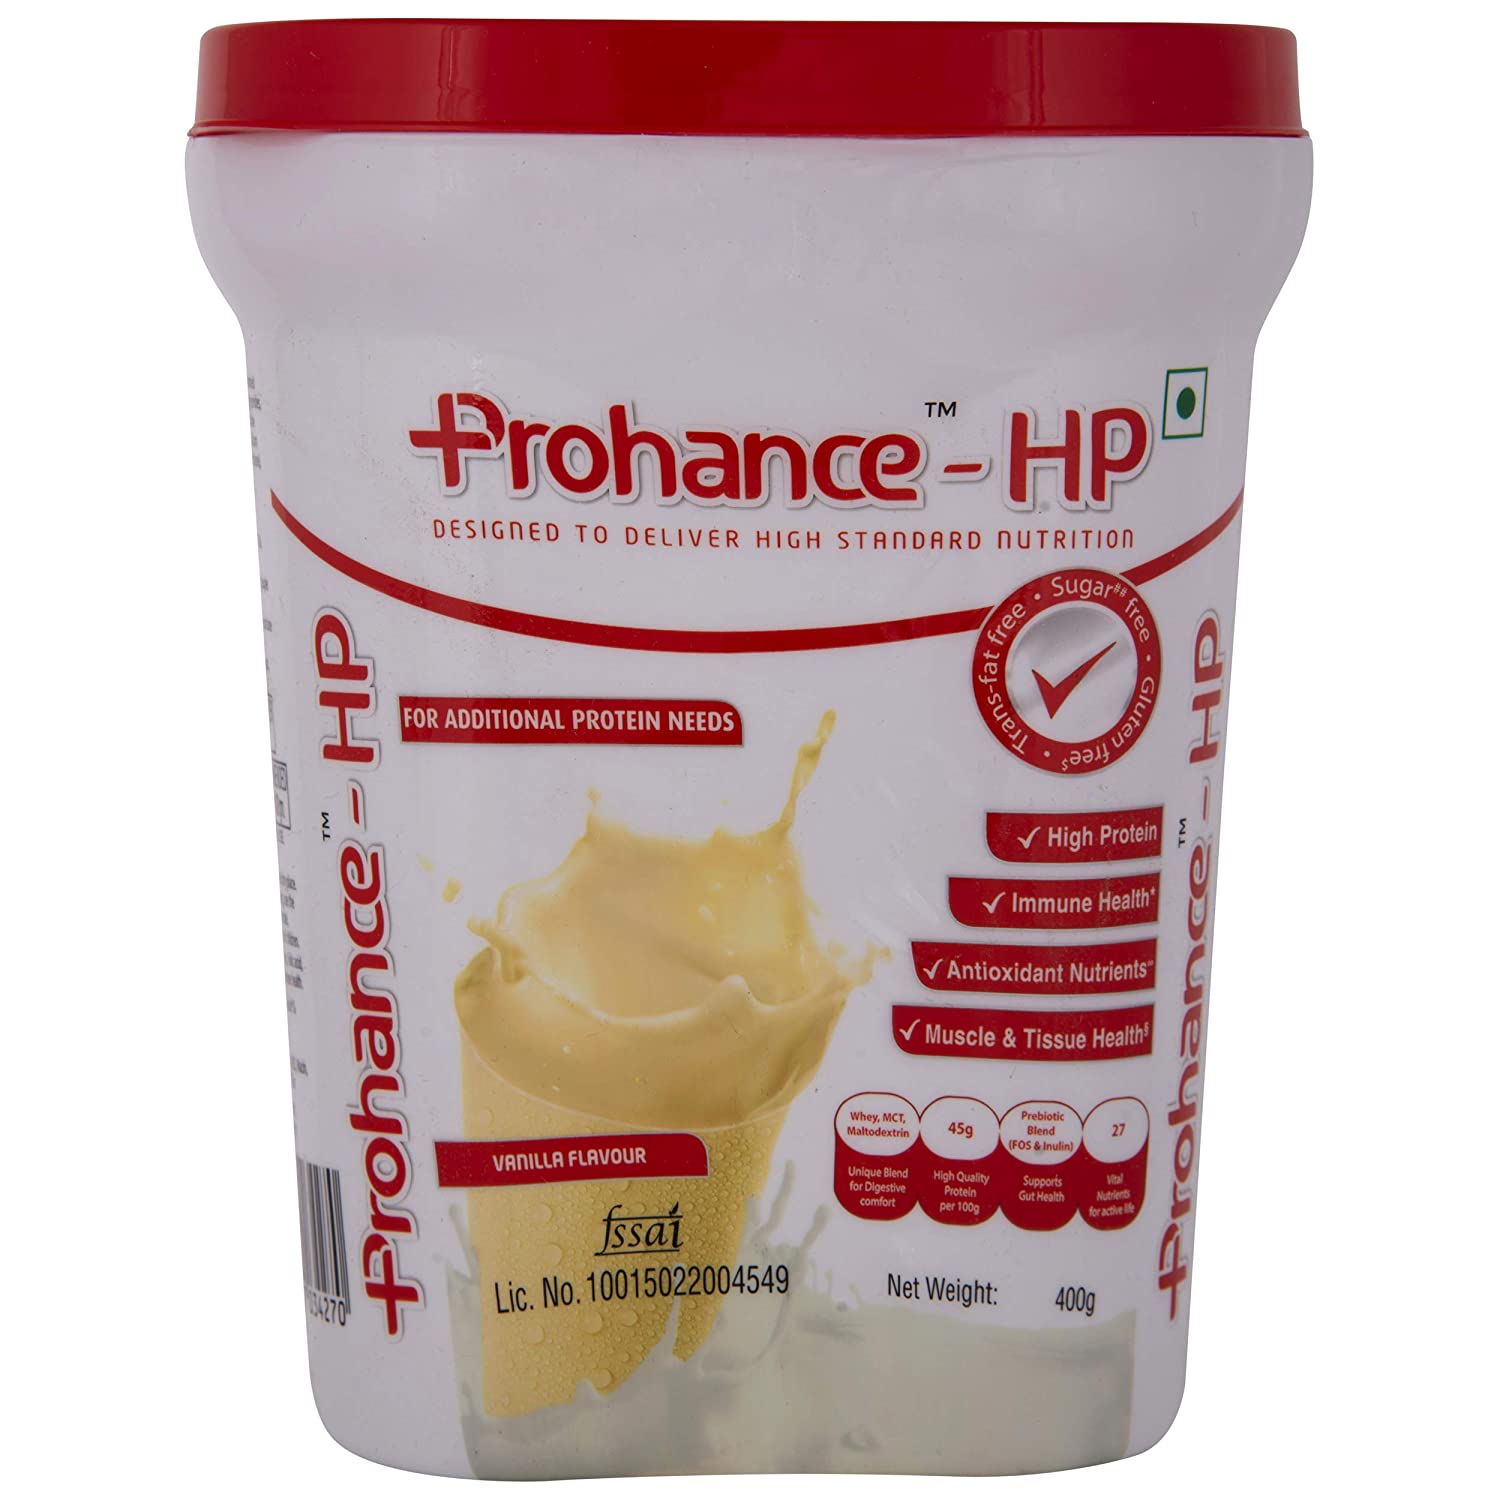 Prohance™ - HP
DESIGNED TO DELIVER HIGH STANDARD NUTRITION
Trans-fat free • Sugar## free • Gluten free$
FOR ADDITIONAL PROTEIN NEEDS
✓ High Protein
✓ Immune Health*
✓ Antioxidant Nutrients∞
✓ Muscle & Tissue Health§
Whey, MCT,
Maltodextrin
Unique Blend
for Digestive
comfort
45g
High Quality
Protein
per 100g
Prebiotic
Blend
(FOS & Inulin)
Supports
Gut Health
27
Vital
Nutrients
for active life
VANILLA FLAVOUR
fssai
Lic. No. 10015022004549
Net Weight: 400g
Prohance™ - HP
Prohance™ - HP
034270